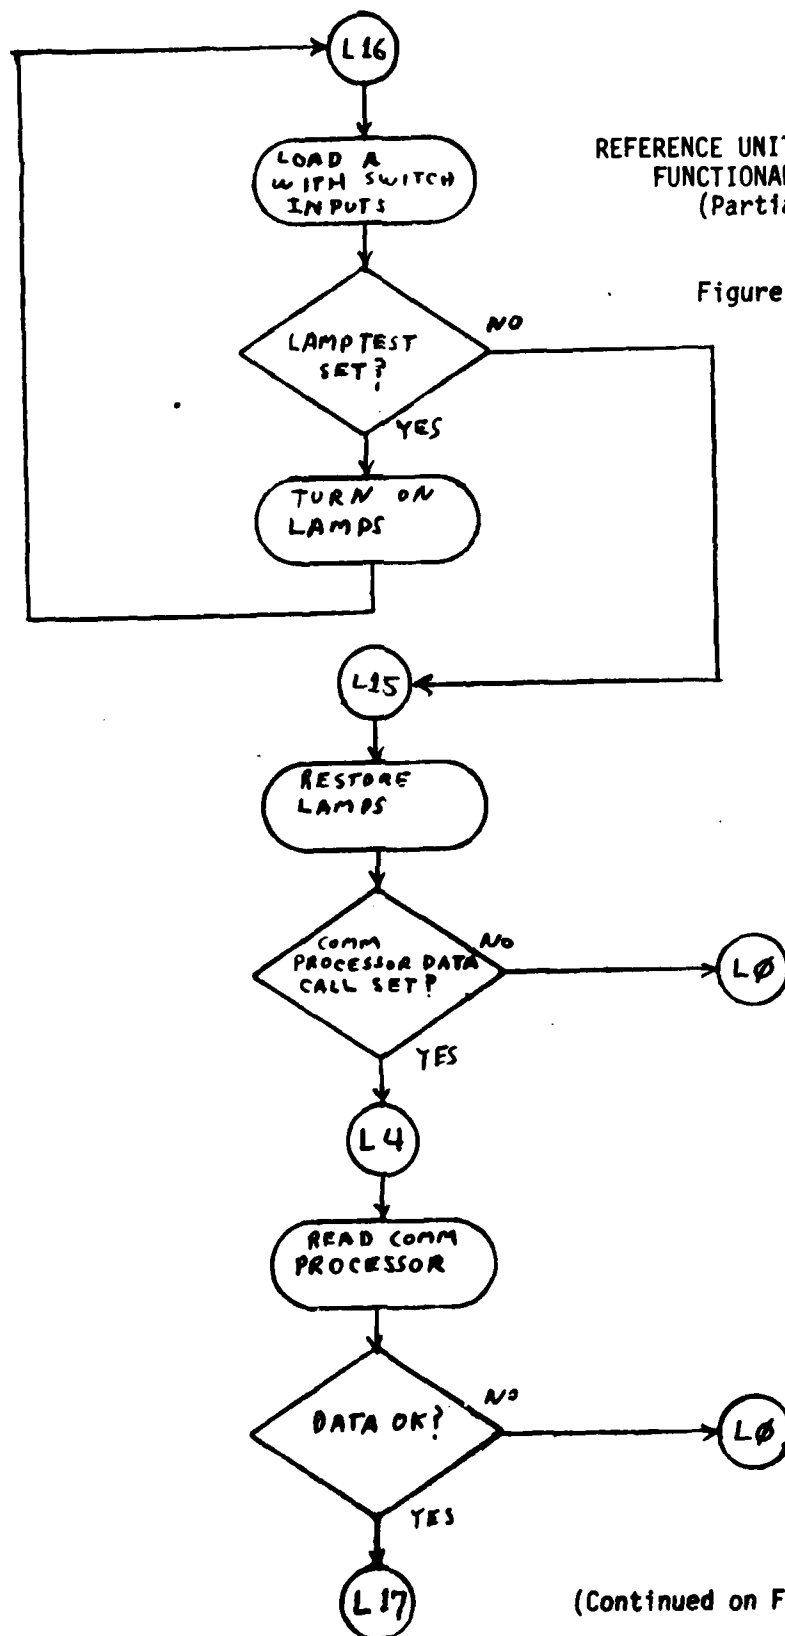 L16
LOAD A
WITH SWITCH
INPUTS
REFERENCE UNIT
FUNCTIONAL
(Partia
Figure
LAMPTEST
SET?
NO
YES
TURN ON
LAMPS
L15
RESTORE
LAMPS
COMM
PROCESSOR DATA
CALL SET?
NO
LØ
YES
L4
READ COMM
PROCESSOR
DATA OK?
NO
LØ
YES
L17
(Continued on F